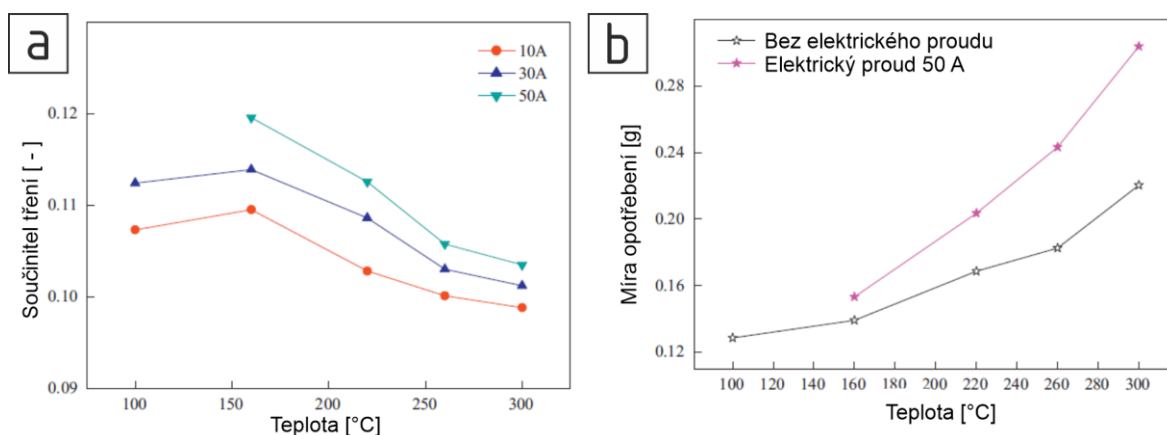 a
10A
30A
50A
0.12
0.11
0.10
0.09
Součinitel tření [ - ]
100
150
200
250
300
Teplota [°C]
b
Bez elektrického proudu
Elektrický proud 50 A
0.28
0.24
0.20
0.16
0.12
Míra opotřebení [g]
100
120
140
160
180
200
220
240
260
280
300
Teplota [°C]